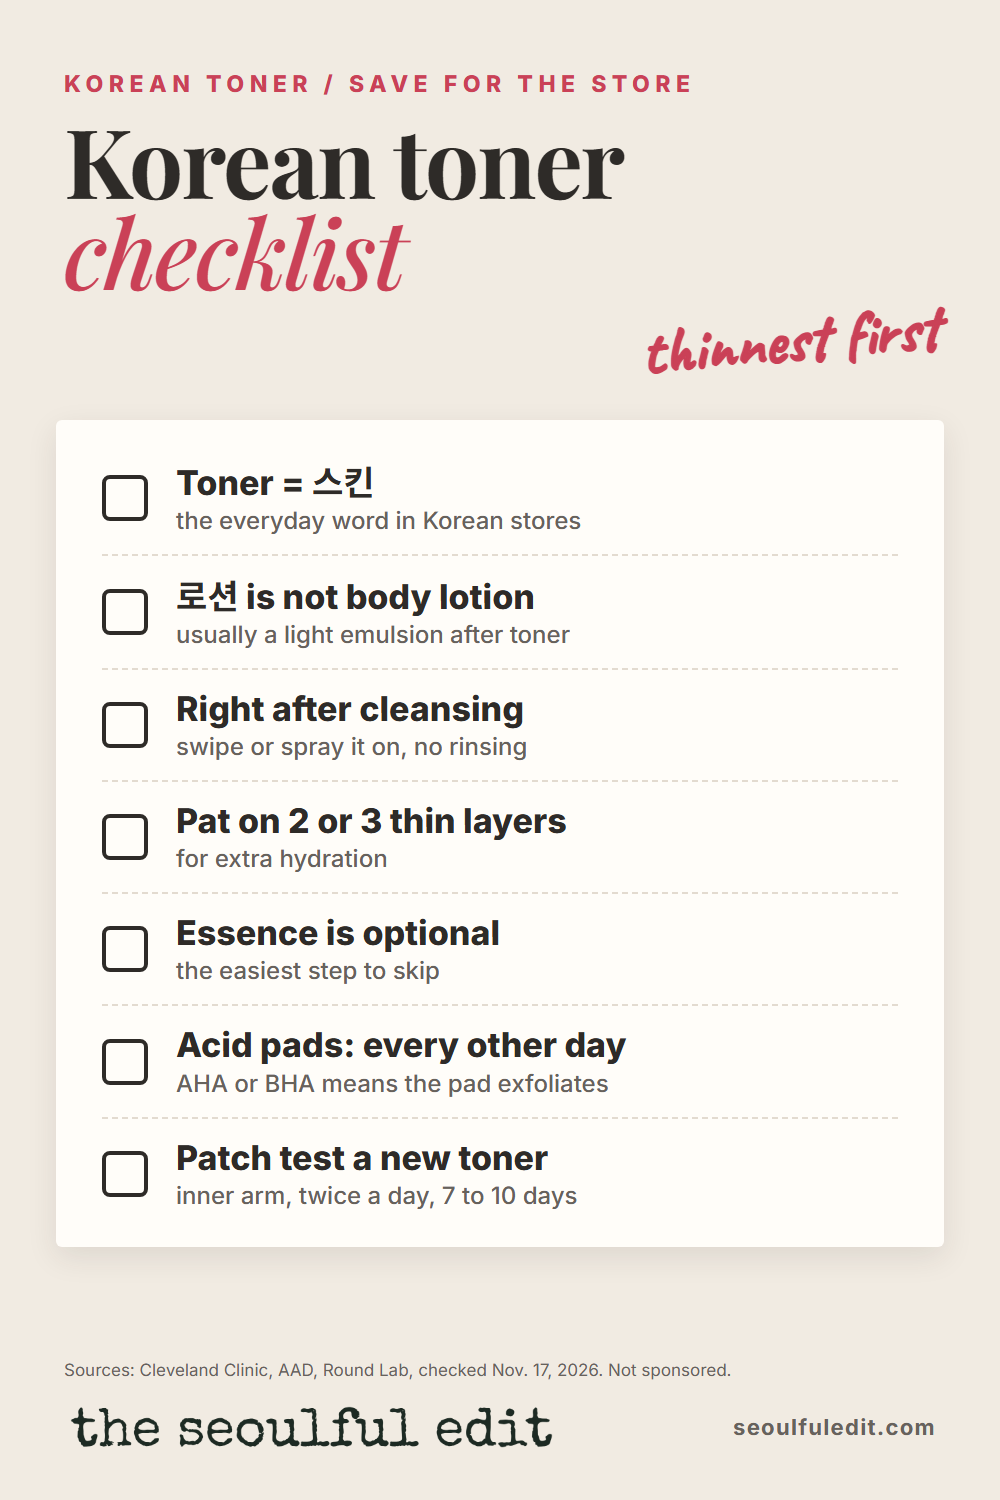 KOREAN TONER / SAVE FOR THE STORE
Korean toner
checklist
thinnest first
Toner = 스킨
the everyday word in Korean stores
로션 is not body lotion
usually a light emulsion after toner
Right after cleansing
swipe or spray it on, no rinsing
Pat on 2 or 3 thin layers
for extra hydration
Essence is optional
the easiest step to skip
Acid pads: every other day
AHA or BHA means the pad exfoliates
Patch test a new toner
inner arm, twice a day, 7 to 10 days
Sources: Cleveland Clinic, AAD, Round Lab, checked Nov. 17, 2026. Not sponsored.
the seoulful edit
seoulfuledit.com